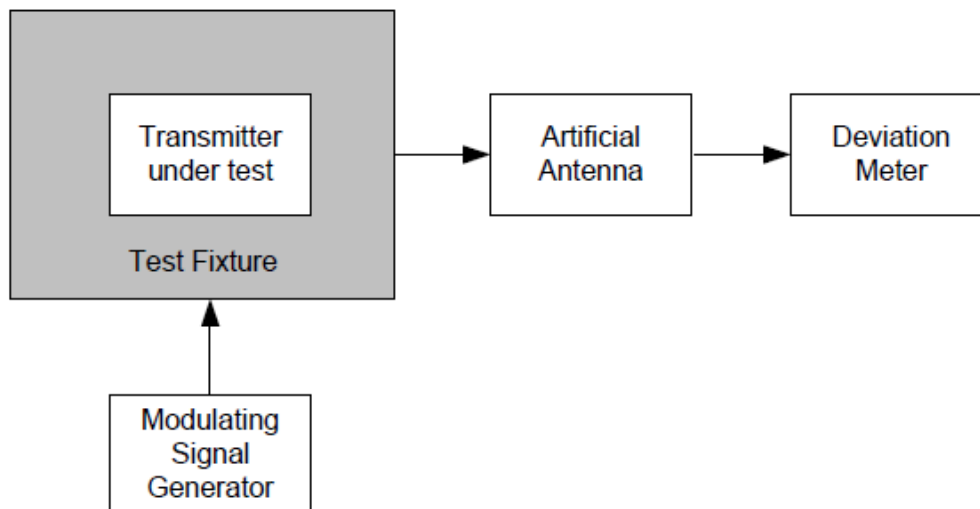 Transmitter
under test
Test Fixture
Artificial
Antenna
Deviation
Meter
Modulating
Signal
Generator